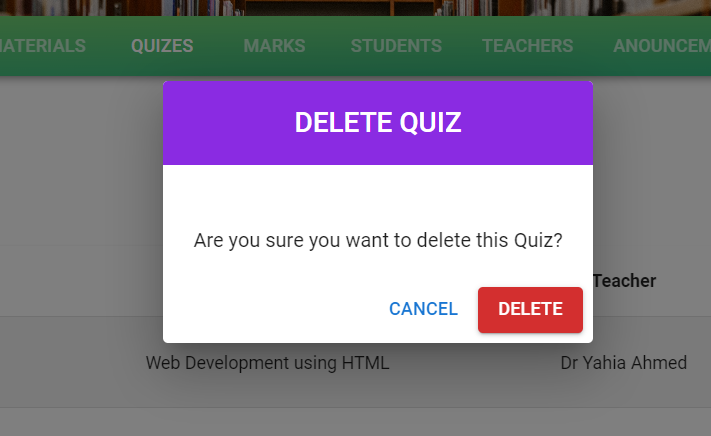 ATERIALS QUIZES MARKS STUDENTS TEACHERS ANOUNCEM
DELETE QUIZ
Are you sure you want to delete this Quiz?
Teacher
CANCEL DELETE
Web Development using HTML Dr Yahia Ahmed